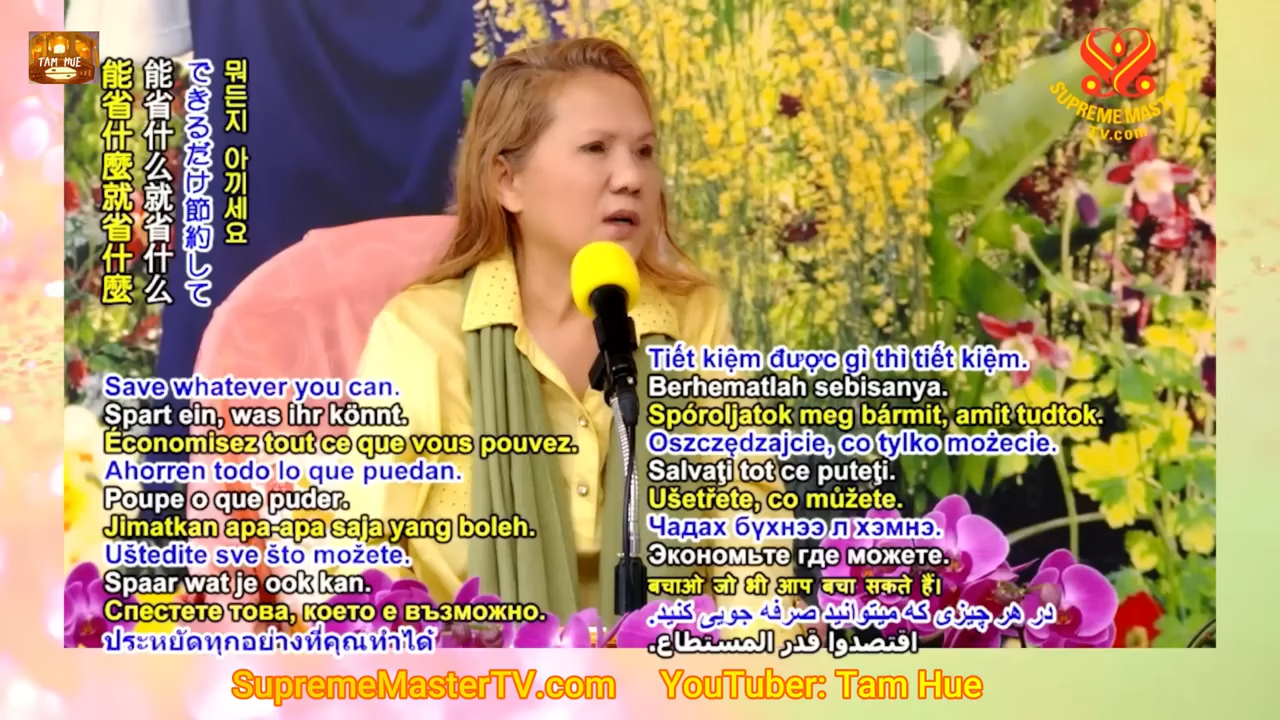 TAM HUE
SUPREME MASTER
TV.com
能省什麼就省什麼
能省什么就省什么
できるだけ節約して
뭐든지 아끼세요
Save whatever you can.
Spart ein, was ihr könnt.
Économisez tout ce que vous pouvez.
Ahorren todo lo que puedan.
Poupe o que puder.
Jimatkan apa-apa saja yang boleh.
Uštedite sve što možete.
Spaar wat je ook kan.
Спестете това, което е възможно.
ประหยัดทุกอย่างที่คุณทำได้
Tiết kiệm được gì thì tiết kiệm.
Berhematlah sebisanya.
Spóroljatok meg bármit, amit tudtok.
Oszczędzajcie, co tylko możecie.
Salvaţi tot ce puteţi.
Ušetřete, co můžete.
Чадах бүхнээ л хэмнэ.
Экономьте где можете.
बचाओ जो भी आप बचा सकते हैं।
در هر چیزی که میتوانید صرفه جویی کنید.
اقتصدوا قدر المستطاع.
SupremeMasterTV.com YouTuber: Tam Hue